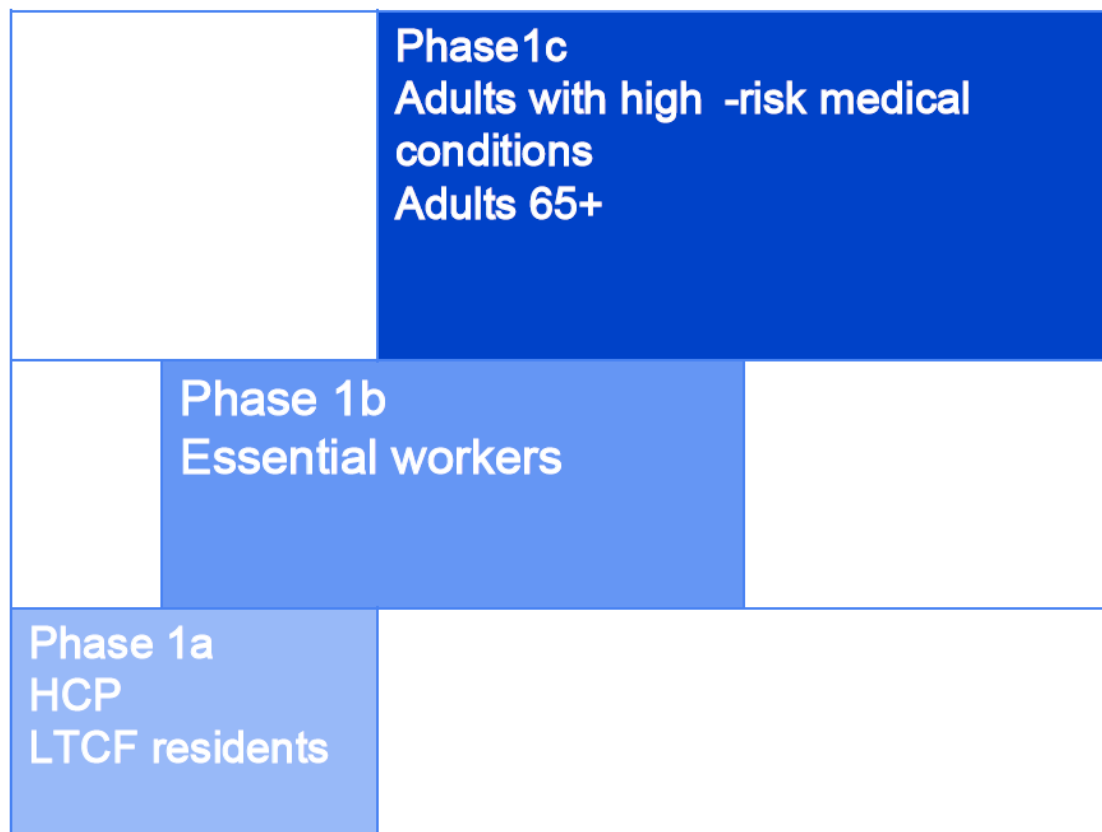 Phase1c
Adults with high -risk medical
conditions
Adults 65+
Phase 1b
Essential workers
Phase 1a
HCP
LTCF residents